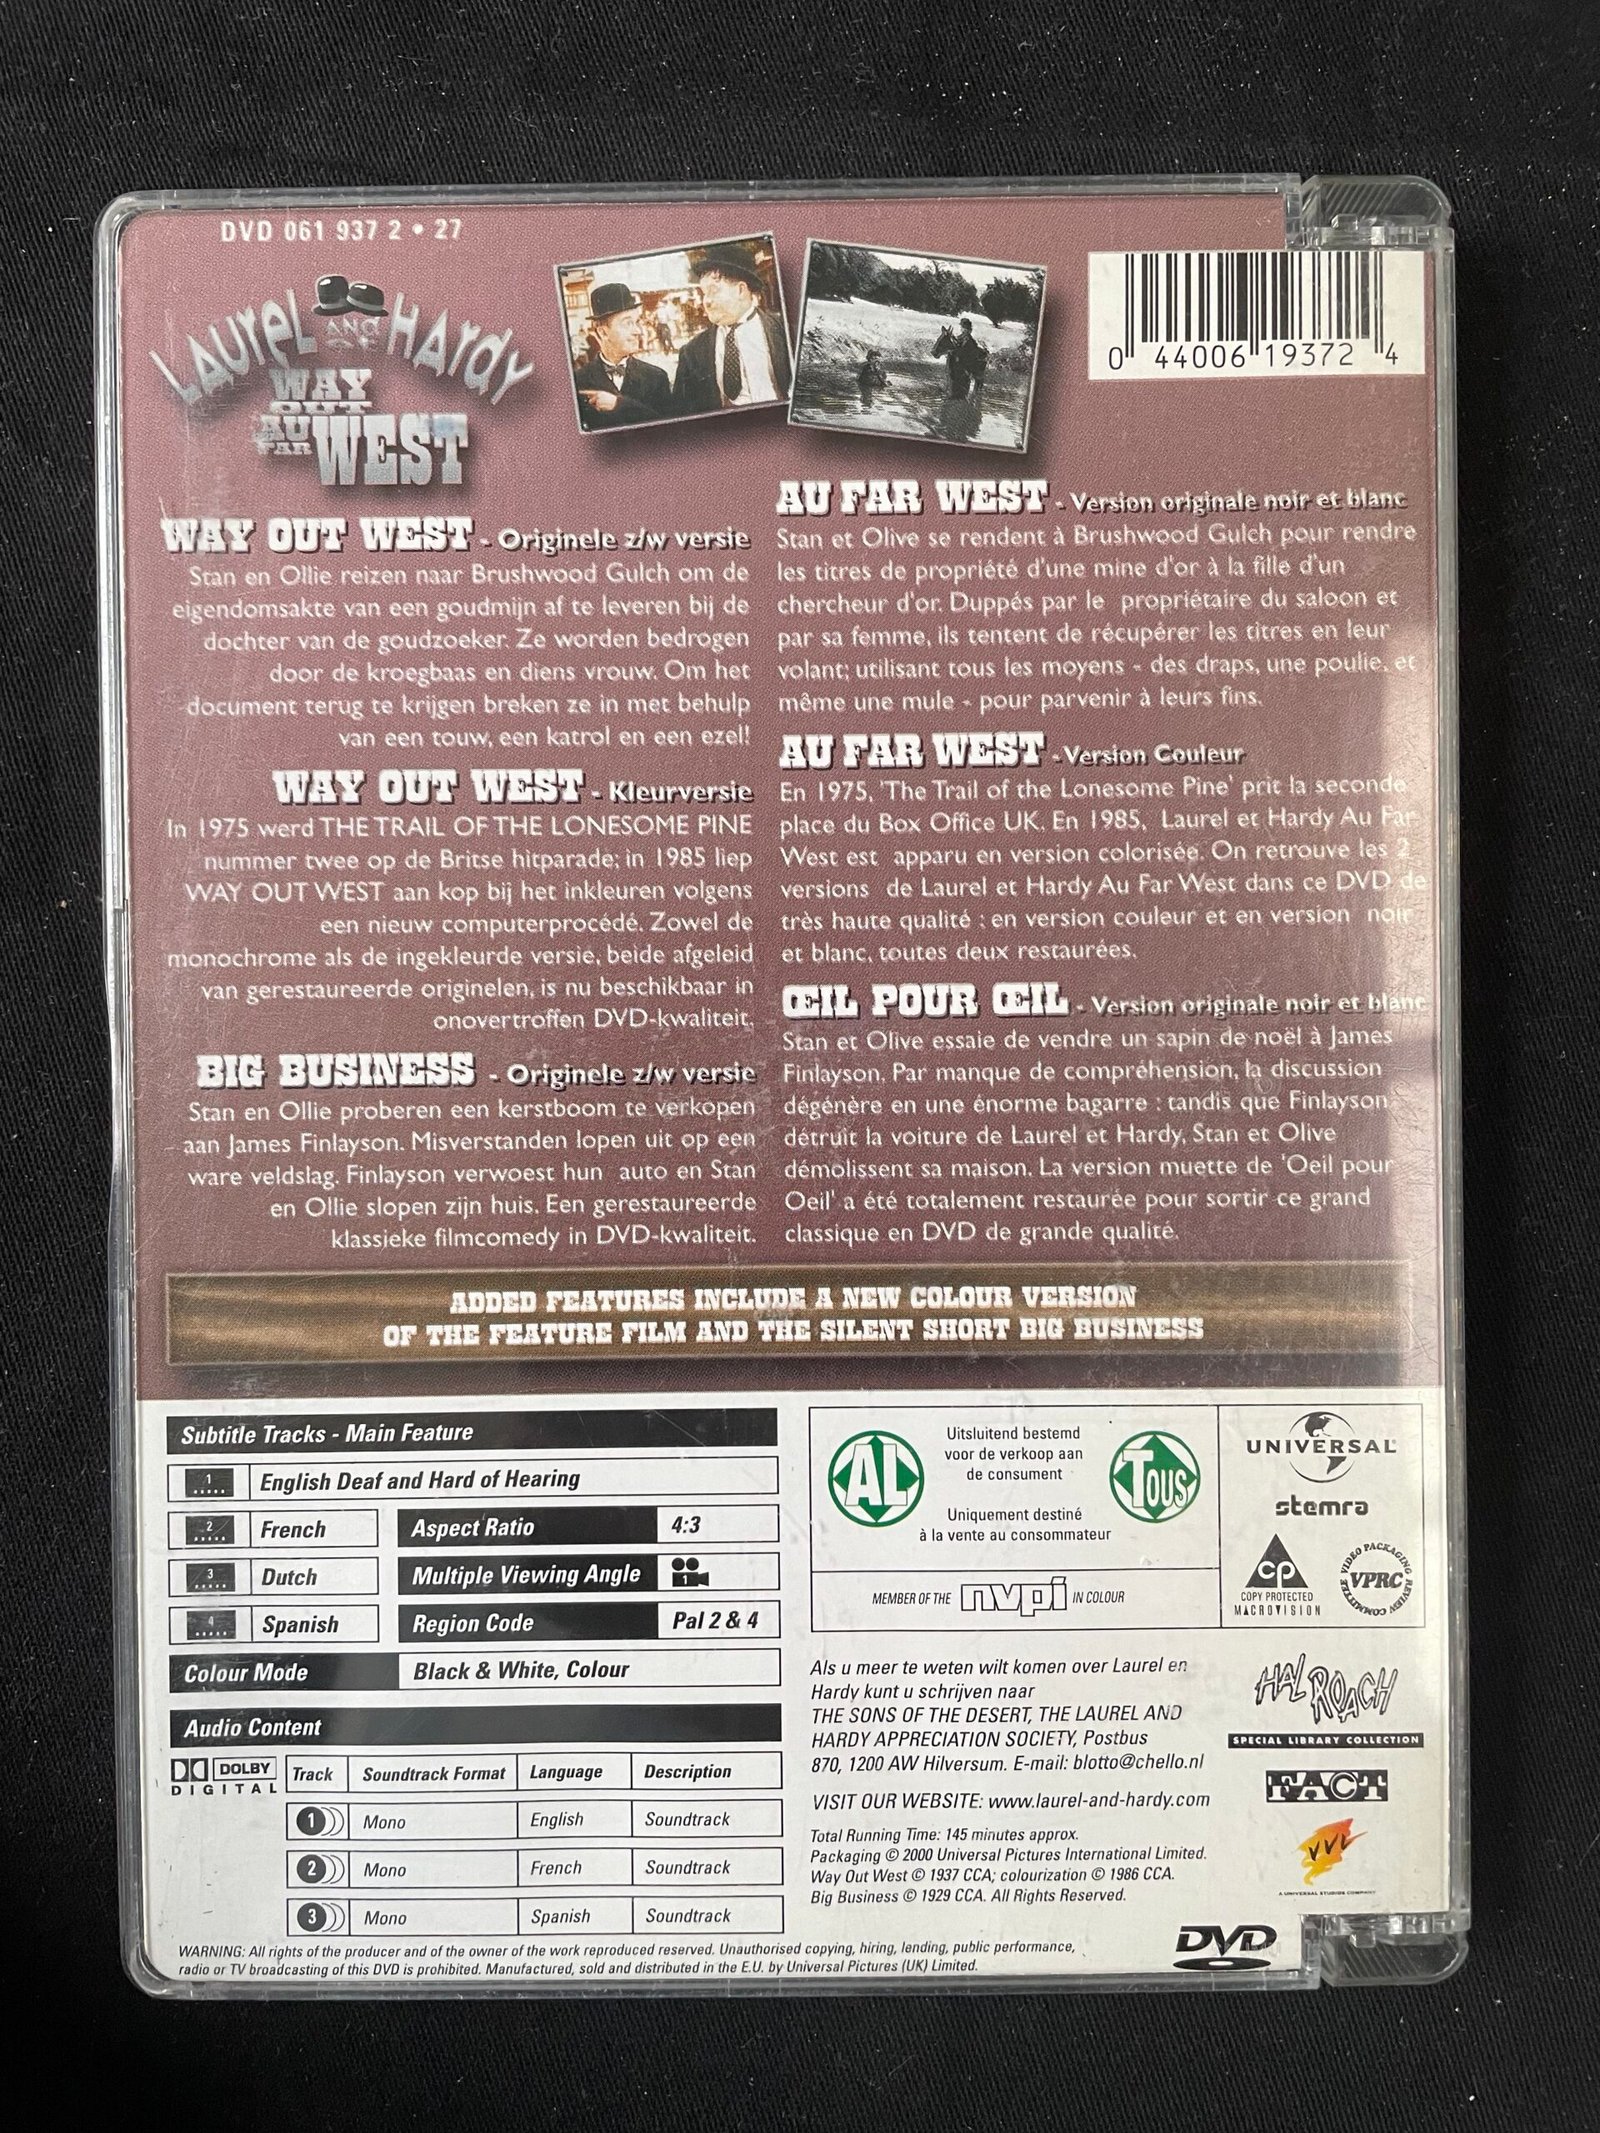 DVD 061 937 2 • 27
LAUREL AND HARDY
WAY
OUT
AU
FAR WEST
0 44006 19372 4
WAY OUT WEST - Originele z/w versie
Stan en Ollie reizen naar Brushwood Gulch om de
eigendomsakte van een goudmijn af te leveren bij de
dochter van de goudzoeker. Ze worden bedrogen
door de kroegbaas en diens vrouw. Om het
document terug te krijgen breken ze in met behulp
van een touw, een katrol en een ezel!
WAY OUT WEST - Kleurversie
In 1975 werd THE TRAIL OF THE LONESOME PINE
nummer twee op de Britse hitparade; in 1985 liep
WAY OUT WEST aan kop bij het inkleuren volgens
een nieuw computerprocédé. Zowel de
monochrome als de ingekleurde versie, beide afgeleid
van gerestaureerde originelen, is nu beschikbaar in
onovertroffen DVD-kwaliteit.
BIG BUSINESS - Originele z/w versie
Stan en Ollie proberen een kerstboom te verkopen
aan James Finlayson. Misverstanden lopen uit op een
ware veldslag. Finlayson verwoest hun auto en Stan
en Ollie slopen zijn huis. Een gerestaureerde
klassieke filmcomedy in DVD-kwaliteit.
AU FAR WEST - Version originale noir et blanc
Stan et Olive se rendent à Brushwood Gulch pour rendre
les titres de propriété d'une mine d'or à la fille d'un
chercheur d'or. Duppés par le propriétaire du saloon et
par sa femme, ils tentent de récupérer les titres en leur
volant; utilisant tous les moyens - des draps, une poulie, et
même une mule - pour parvenir à leurs fins.
AU FAR WEST - Version Couleur
En 1975, 'The Trail of the Lonesome Pine' prit la seconde
place du Box Office UK. En 1985, Laurel et Hardy Au Far
West est apparu en version colorisée. On retrouve les 2
versions de Laurel et Hardy Au Far West dans ce DVD de
très haute qualité : en version couleur et en version noir
et blanc, toutes deux restaurées.
ŒIL POUR ŒIL - Version originale noir et blanc
Stan et Olive essaie de vendre un sapin de noël à James
Finlayson. Par manque de compréhension, la discussion
dégénère en une énorme bagarre : tandis que Finlayson
détruit la voiture de Laurel et Hardy, Stan et Olive
démolissent sa maison. La version muette de 'Oeil pour
Oeil' a été totalement restaurée pour sortir ce grand
classique en DVD de grande qualité.
ADDED FEATURES INCLUDE A NEW COLOUR VERSION
OF THE FEATURE FILM AND THE SILENT SHORT BIG BUSINESS
Subtitle Tracks - Main Feature
1 English Deaf and Hard of Hearing
2 French
3 Dutch
4 Spanish
Aspect Ratio 4:3
Multiple Viewing Angle 1
Region Code Pal 2 & 4
Colour Mode Black & White, Colour
Audio Content
DOLBY
DIGITAL
Track Soundtrack Format Language Description
1 Mono English Soundtrack
2 Mono French Soundtrack
3 Mono Spanish Soundtrack
AL
Uitsluitend bestemd
voor de verkoop aan
de consument
Uniquement destiné
à la vente au consommateur
TOUS
MEMBER OF THE nvpi IN COLOUR
UNIVERSAL
stemra
CP
COPY PROTECTED
MACROVISION
VIDEO PACKAGING REVIEW COMMITTEE
VPRC
Als u meer te weten wilt komen over Laurel en
Hardy kunt u schrijven naar
THE SONS OF THE DESERT, THE LAUREL AND
HARDY APPRECIATION SOCIETY, Postbus
870, 1200 AW Hilversum. E-mail: blotto@chello.nl
VISIT OUR WEBSITE: www.laurel-and-hardy.com
Total Running Time: 145 minutes approx.
Packaging © 2000 Universal Pictures International Limited.
Way Out West © 1937 CCA; colourization © 1986 CCA.
Big Business © 1929 CCA. All Rights Reserved.
HAL ROACH
SPECIAL LIBRARY COLLECTION
FACT
VVL
A UNIVERSAL STUDIOS COMPANY
DVD
WARNING: All rights of the producer and of the owner of the work reproduced reserved. Unauthorised copying, hiring, lending, public performance,
radio or TV broadcasting of this DVD is prohibited. Manufactured, sold and distributed in the E.U. by Universal Pictures (UK) Limited.